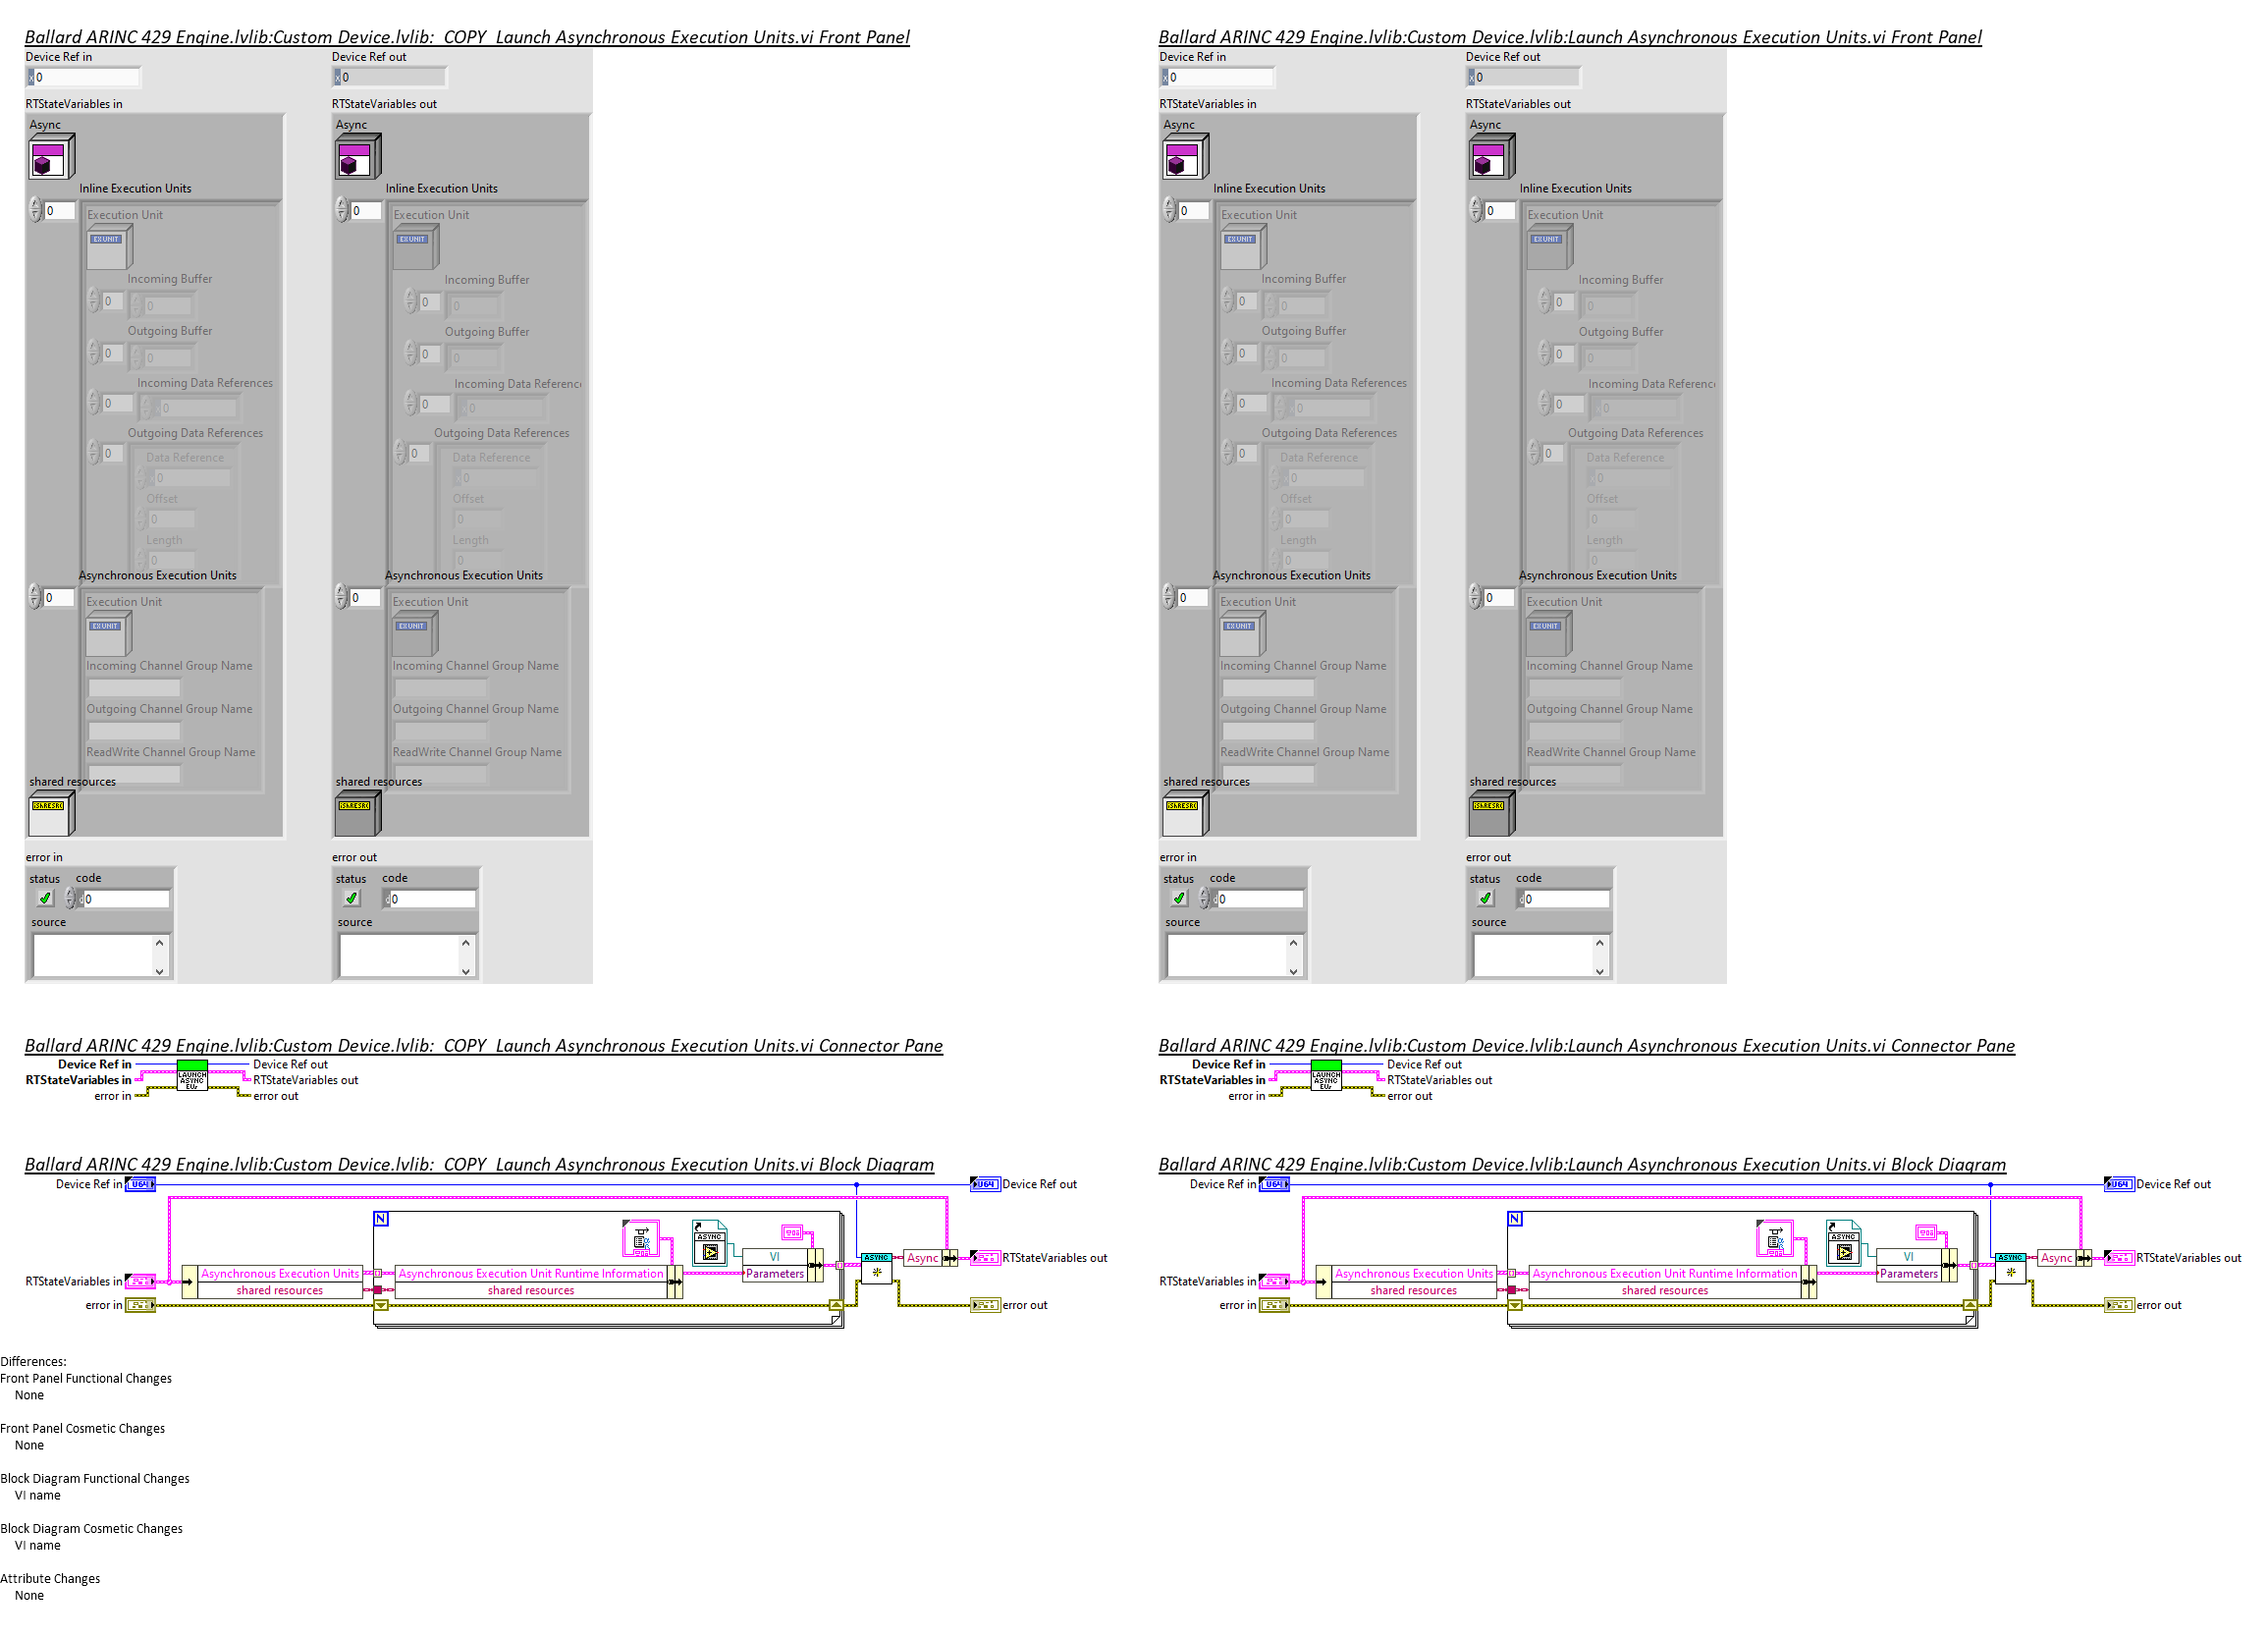 Ballard ARINC 429 Engine.lvlib:Custom Device.lvlib:  COPY  Launch Asynchronous Execution Units.vi Front Panel
Device Ref in
Device Ref out
x 0
x 0
RTStateVariables in
RTStateVariables out
Async
Async
Inline Execution Units
Inline Execution Units
0
0
Execution Unit
Execution Unit
EX UNIT
EX UNIT
Incoming Buffer
Incoming Buffer
0
0
0
0
Outgoing Buffer
Outgoing Buffer
0
0
0
0
Incoming Data References
Incoming Data Referenc
0
x 0
0
x 0
Outgoing Data References
Outgoing Data References
0
0
Data Reference
Data Reference
x 0
x 0
Offset
Offset
0
0
Length
Length
0
0
Asynchronous Execution Units
Asynchronous Execution Units
0
0
Execution Unit
Execution Unit
EX UNIT
EX UNIT
Incoming Channel Group Name
Incoming Channel Group Name
Outgoing Channel Group Name
Outgoing Channel Group Name
ReadWrite Channel Group Name
ReadWrite Channel Group Name
shared resources
shared resources
error in
error out
status code
status code
d 0
d 0
source
source
Ballard ARINC 429 Engine.lvlib:Custom Device.lvlib:Launch Asynchronous Execution Units.vi Front Panel
Device Ref in
Device Ref out
x 0
x 0
RTStateVariables in
RTStateVariables out
Async
Async
Inline Execution Units
Inline Execution Units
0
0
Execution Unit
Execution Unit
EX UNIT
EX UNIT
Incoming Buffer
Incoming Buffer
0
0
0
0
Outgoing Buffer
Outgoing Buffer
0
0
0
0
Incoming Data References
Incoming Data Referenc
0
x 0
0
x 0
Outgoing Data References
Outgoing Data References
0
0
Data Reference
Data Reference
x 0
x 0
Offset
Offset
0
0
Length
Length
0
0
Asynchronous Execution Units
Asynchronous Execution Units
0
0
Execution Unit
Execution Unit
EX UNIT
EX UNIT
Incoming Channel Group Name
Incoming Channel Group Name
Outgoing Channel Group Name
Outgoing Channel Group Name
ReadWrite Channel Group Name
ReadWrite Channel Group Name
shared resources
shared resources
error in
error out
status code
status code
d 0
d 0
source
source
Ballard ARINC 429 Engine.lvlib:Custom Device.lvlib:  COPY  Launch Asynchronous Execution Units.vi Connector Pane
Device Ref in
Device Ref out
RTStateVariables in
RTStateVariables out
error in
error out
LAUNCH
ASYNC
EUs
Ballard ARINC 429 Engine.lvlib:Custom Device.lvlib:Launch Asynchronous Execution Units.vi Connector Pane
Device Ref in
Device Ref out
RTStateVariables in
RTStateVariables out
error in
error out
LAUNCH
ASYNC
EUs
Ballard ARINC 429 Engine.lvlib:Custom Device.lvlib:  COPY  Launch Asynchronous Execution Units.vi Block Diagram
Device Ref in
U64
U64
Device Ref out
N
ASYNC
VI
Parameters
ASYNC
Async
RTStateVariables out
RTStateVariables in
Asynchronous Execution Units
shared resources
Asynchronous Execution Unit Runtime Information
shared resources
error in
error out
Ballard ARINC 429 Engine.lvlib:Custom Device.lvlib:Launch Asynchronous Execution Units.vi Block Diagram
Device Ref in
U64
U64
Device Ref out
N
ASYNC
VI
Parameters
ASYNC
Async
RTStateVariables out
RTStateVariables in
Asynchronous Execution Units
shared resources
Asynchronous Execution Unit Runtime Information
shared resources
error in
error out
Differences:
Front Panel Functional Changes
None
Front Panel Cosmetic Changes
None
Block Diagram Functional Changes
VI name
Block Diagram Cosmetic Changes
VI name
Attribute Changes
None